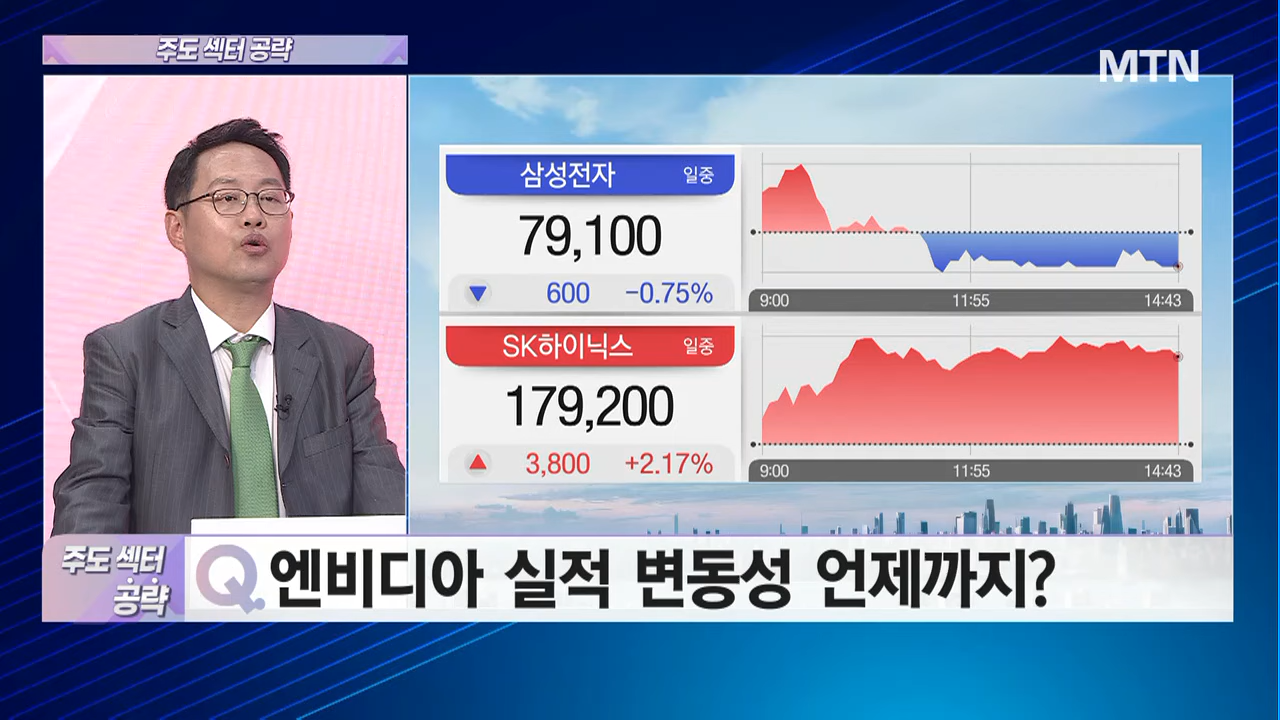 주도 섹터 공략
MTN
삼성전자 일중
79,100
▼ 600 -0.75%
9:00 11:55 14:43
SK하이닉스 일중
179,200
▲ 3,800 +2.17%
9:00 11:55 14:43
주도 섹터
공략
Q. 엔비디아 실적 변동성 언제까지?